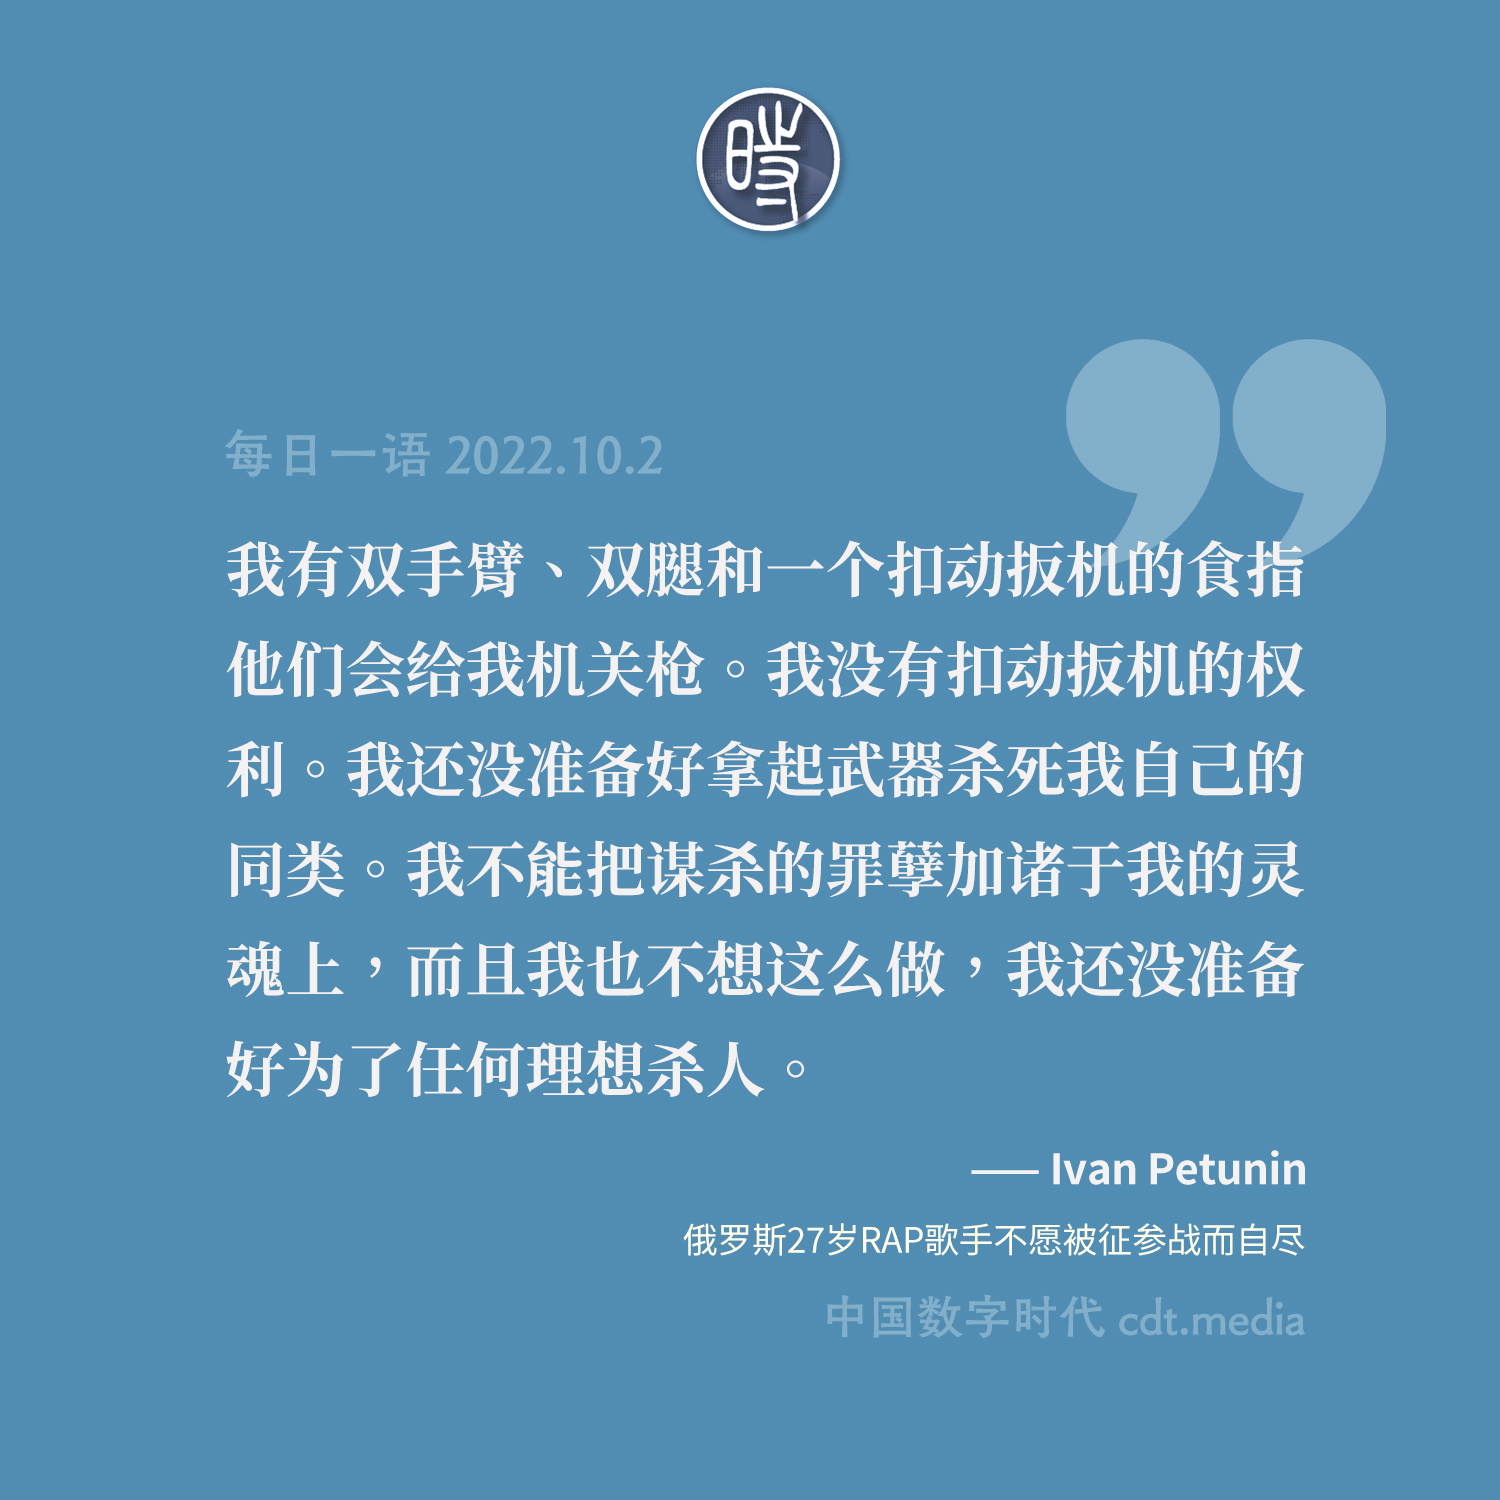 時
每日一语 2022.10.2
我有双手臂、双腿和一个扣动扳机的食指
他们会给我机关枪。我没有扣动扳机的权
利。我还没准备好拿起武器杀死我自己的
同类。我不能把谋杀的罪孽加诸于我的灵
魂上，而且我也不想这么做，我还没准备
好为了任何理想杀人。
—— Ivan Petunin
俄罗斯27岁RAP歌手不愿被征参战而自尽
中国数字时代 cdt.media